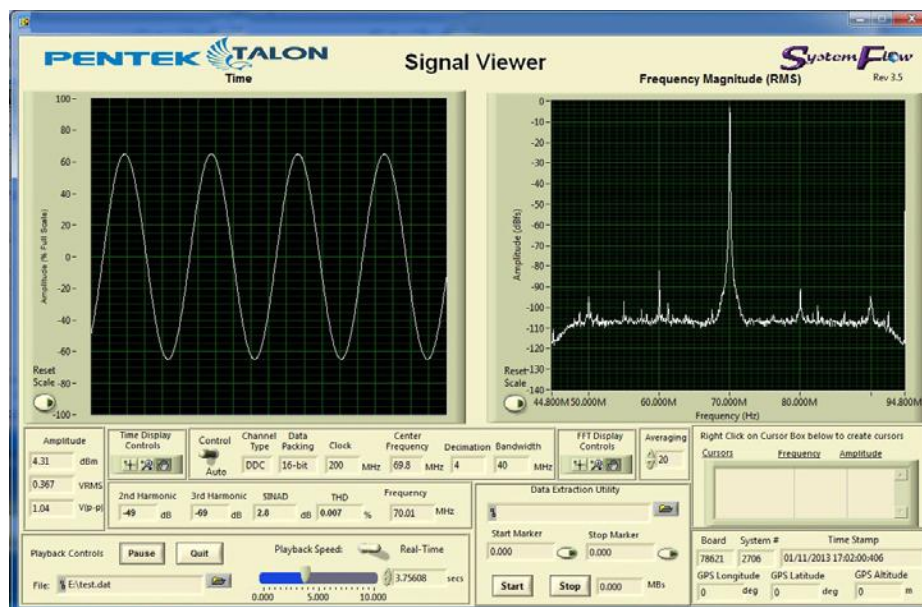 PENTEK TALON
Signal Viewer
SystemFlow
Rev 3.5
Time
Frequency Magnitude (RMS)
Amplitude (% Full Scale)
100
80
60
40
20
0
-20
-40
-60
-80
-100
Reset
Scale
Amplitude (dBfs)
0
-10
-20
-30
-40
-50
-60
-70
-80
-90
-100
-110
-120
-130
-140
Reset
Scale
44.800M 50.000M 60.000M 70.000M 80.000M 94.800M
Frequency (Hz)
Amplitude
4.31 dBm
0.367 VRMS
1.04 V(p-p)
Time Display
Controls
Control
Auto
Channel
Type
DDC
Data
Packing
16-bit
Clock
200 MHz
Center
Frequency
69.8 MHz
Decimation
4
Bandwidth
40 MHz
FFT Display
Controls
Averaging
20
Right Click on Cursor Box below to create cursors
Cursors Frequency Amplitude
2nd Harmonic
-49 dB
3rd Harmonic
-69 dB
SINAD
2.8 dB
THD
0.007 %
Frequency
70.01 MHz
Data Extraction Utility
Start Marker
0.000
Stop Marker
0.000
Start Stop 0.000 MBs
Playback Controls Pause Quit
File: E:\test.dat
Playback Speed: Real-Time
0.000 5.000 10.000
3.75608 secs
Board System # Time Stamp
78621 2706 01/11/2013 17:02:00:406
GPS Longitude GPS Latitude GPS Altitude
0 deg 0 deg 0 m